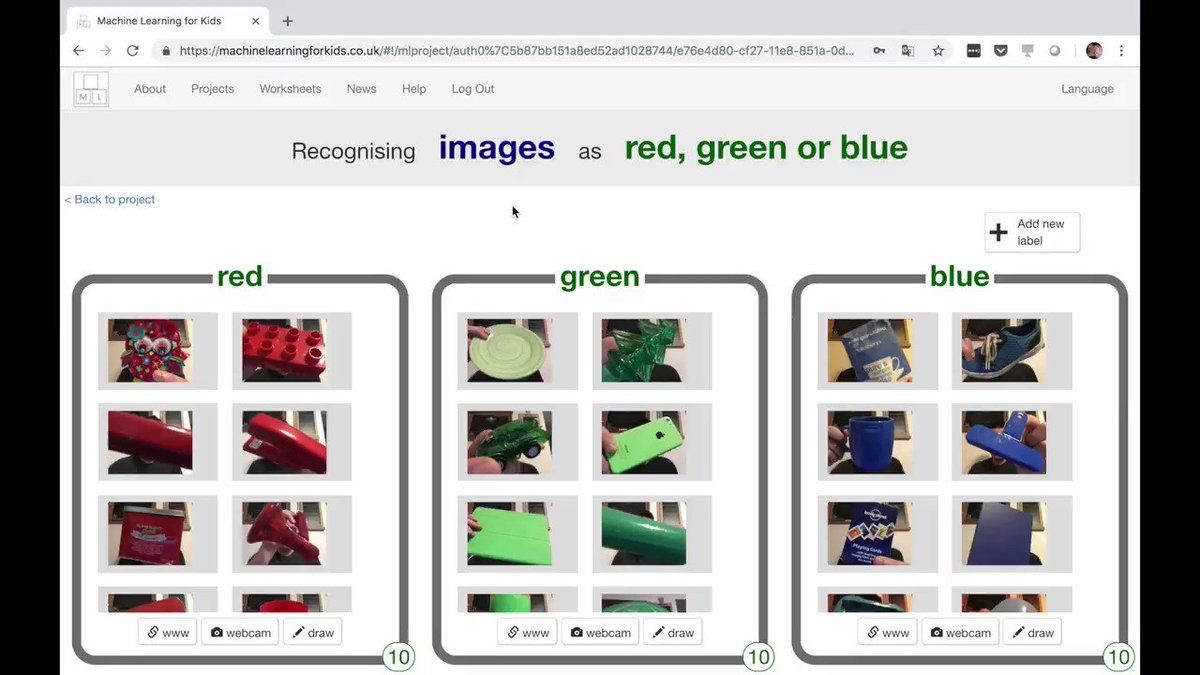 Machine Learning for Kids
https://machinelearningforkids.co.uk/#!/mlproject/auth0%7C5b87bb151a8ed52ad1028744/e76e4d80-cf27-11e8-851a-0d...
M L
About Projects Worksheets News Help Log Out Language
Recognising images as red, green or blue
< Back to project
Add new
label
red
green
blue
Playing Cards
www webcam draw
10
www webcam draw
10
www webcam draw
10